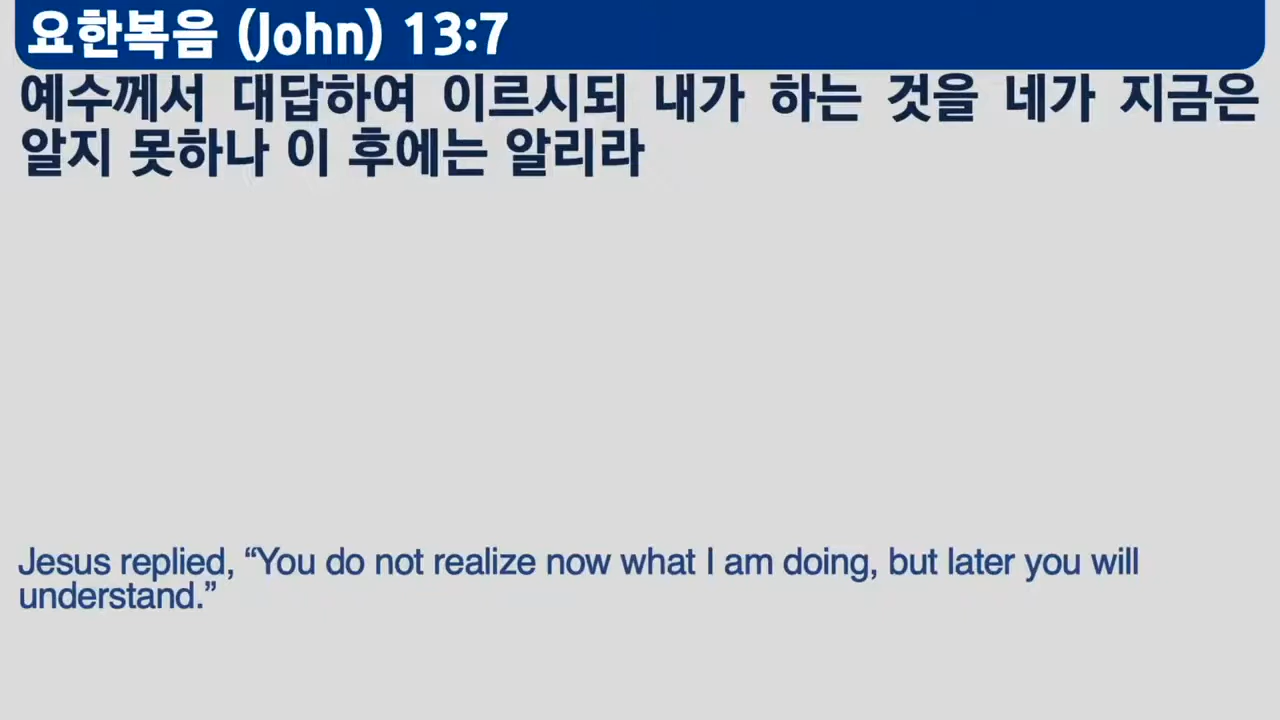 요한복음 (John) 13:7
예수께서 대답하여 이르시되 내가 하는 것을 네가 지금은
알지 못하나 이 후에는 알리라
Jesus replied, “You do not realize now what I am doing, but later you will
understand.”